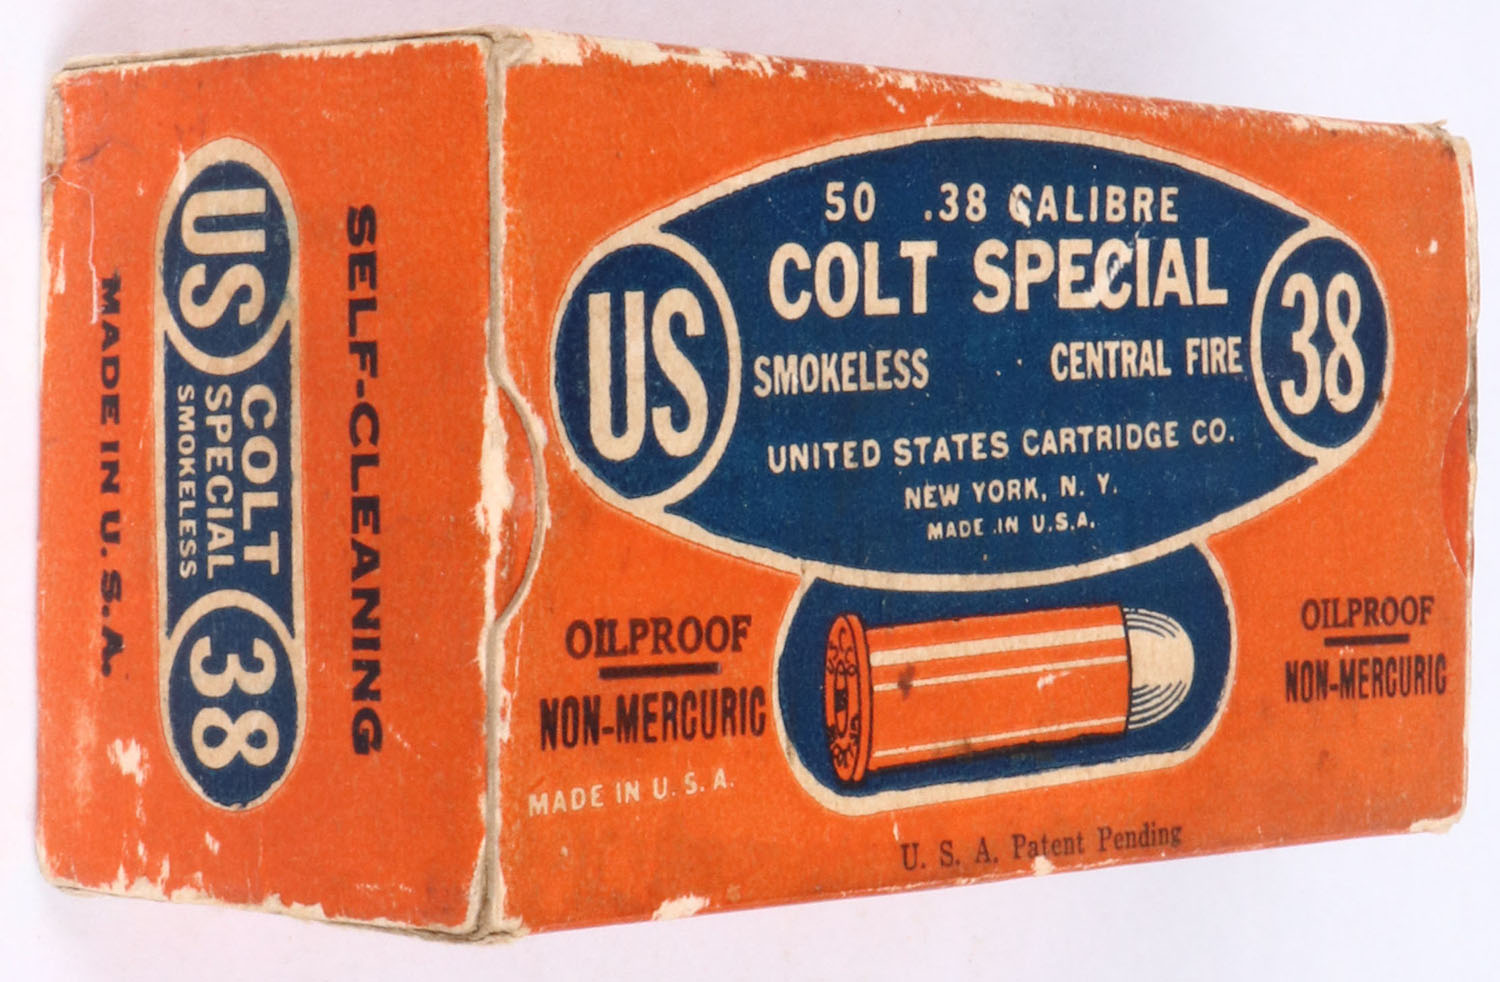 US
COLT
SPECIAL
SMOKELESS
38
SELF-CLEANING
MADE IN U.S.A.
50 .38 CALIBRE
COLT SPECIAL
SMOKELESS CENTRAL FIRE
US
38
UNITED STATES CARTRIDGE CO.
NEW YORK, N. Y.
MADE IN U.S.A.
OILPROOF
NON-MERCURIC
OILPROOF
NON-MERCURIC
MADE IN U. S. A.
U. S. A. Patent Pending